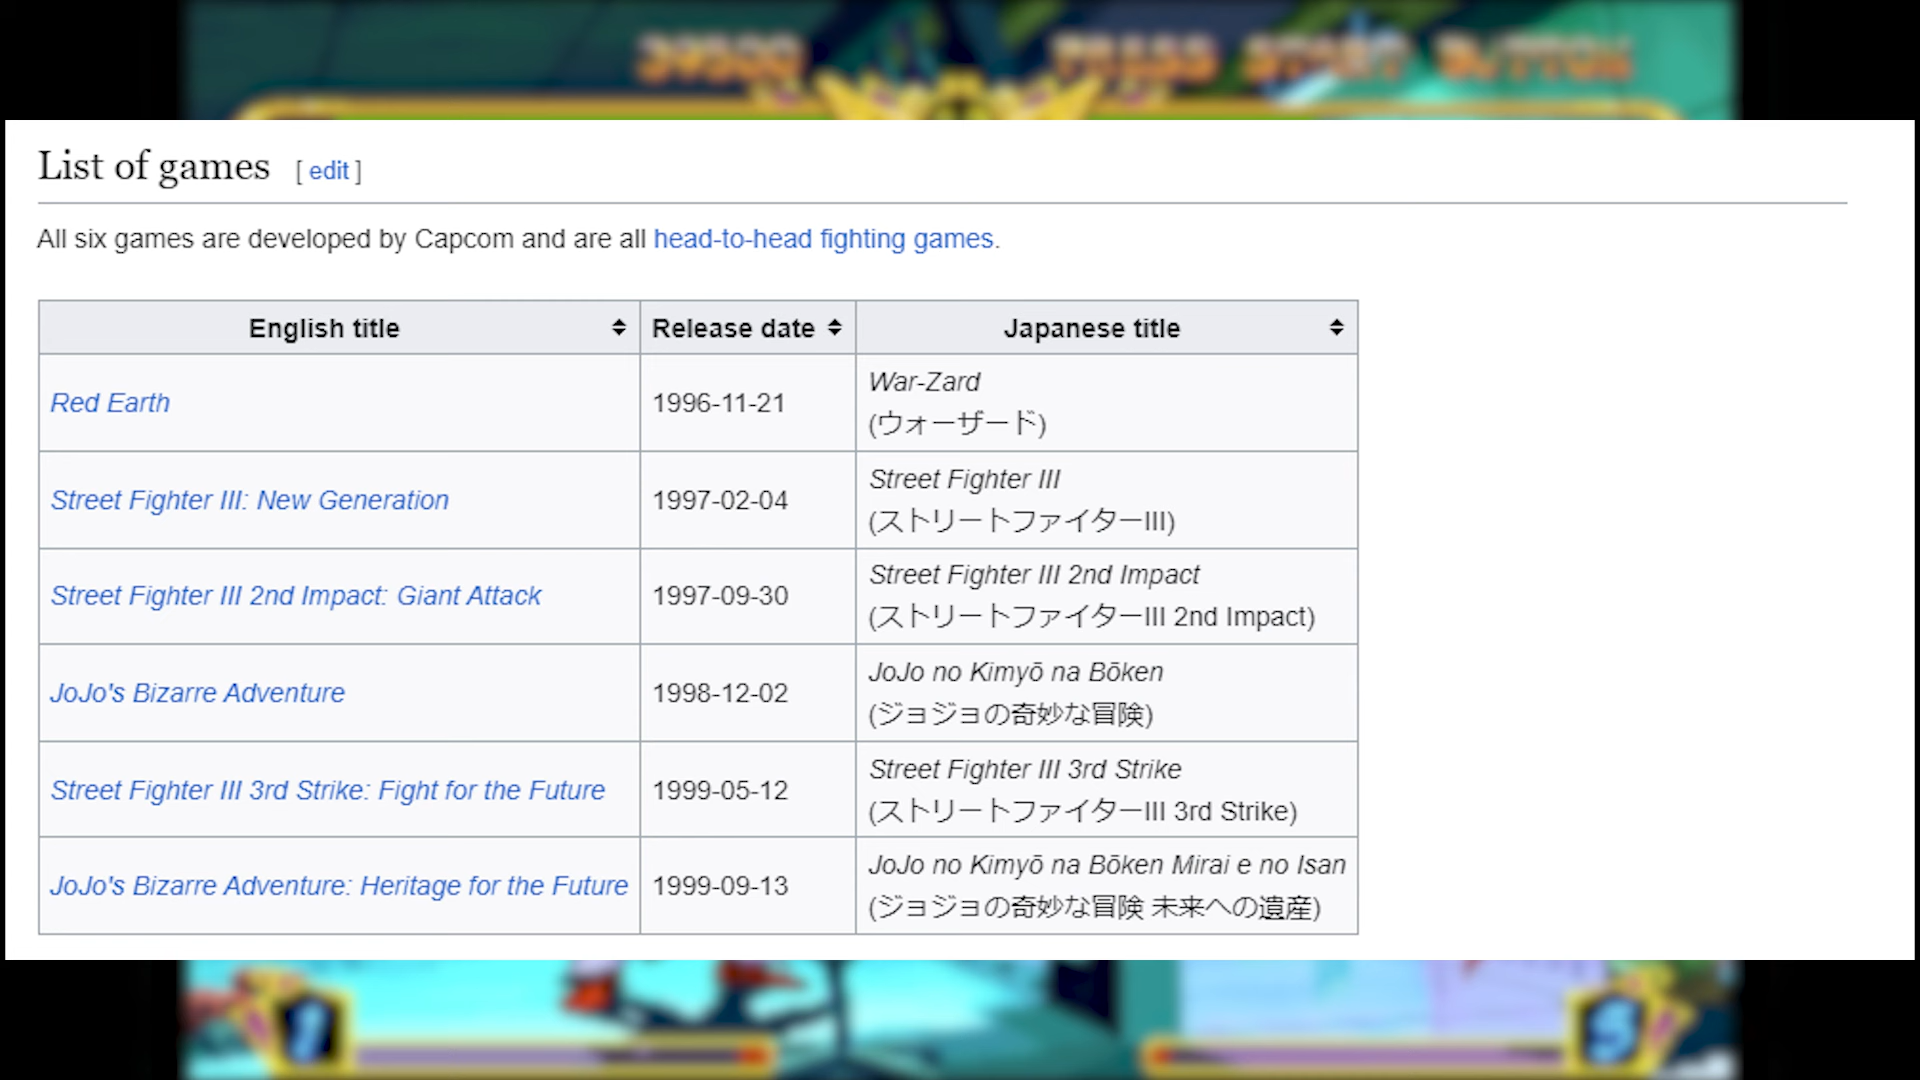 39500 PRESS START BUTTON
List of games [ edit ]
All six games are developed by Capcom and are all head-to-head fighting games.
English title Release date Japanese title
Red Earth 1996-11-21 War-Zard
(ウォーザード)
Street Fighter III: New Generation 1997-02-04 Street Fighter III
(ストリートファイターIII)
Street Fighter III 2nd Impact: Giant Attack 1997-09-30 Street Fighter III 2nd Impact
(ストリートファイターIII 2nd Impact)
JoJo's Bizarre Adventure 1998-12-02 JoJo no Kimyō na Bōken
(ジョジョの奇妙な冒険)
Street Fighter III 3rd Strike: Fight for the Future 1999-05-12 Street Fighter III 3rd Strike
(ストリートファイターIII 3rd Strike)
JoJo's Bizarre Adventure: Heritage for the Future 1999-09-13 JoJo no Kimyō na Bōken Mirai e no Isan
(ジョジョの奇妙な冒険 未来への遺産)